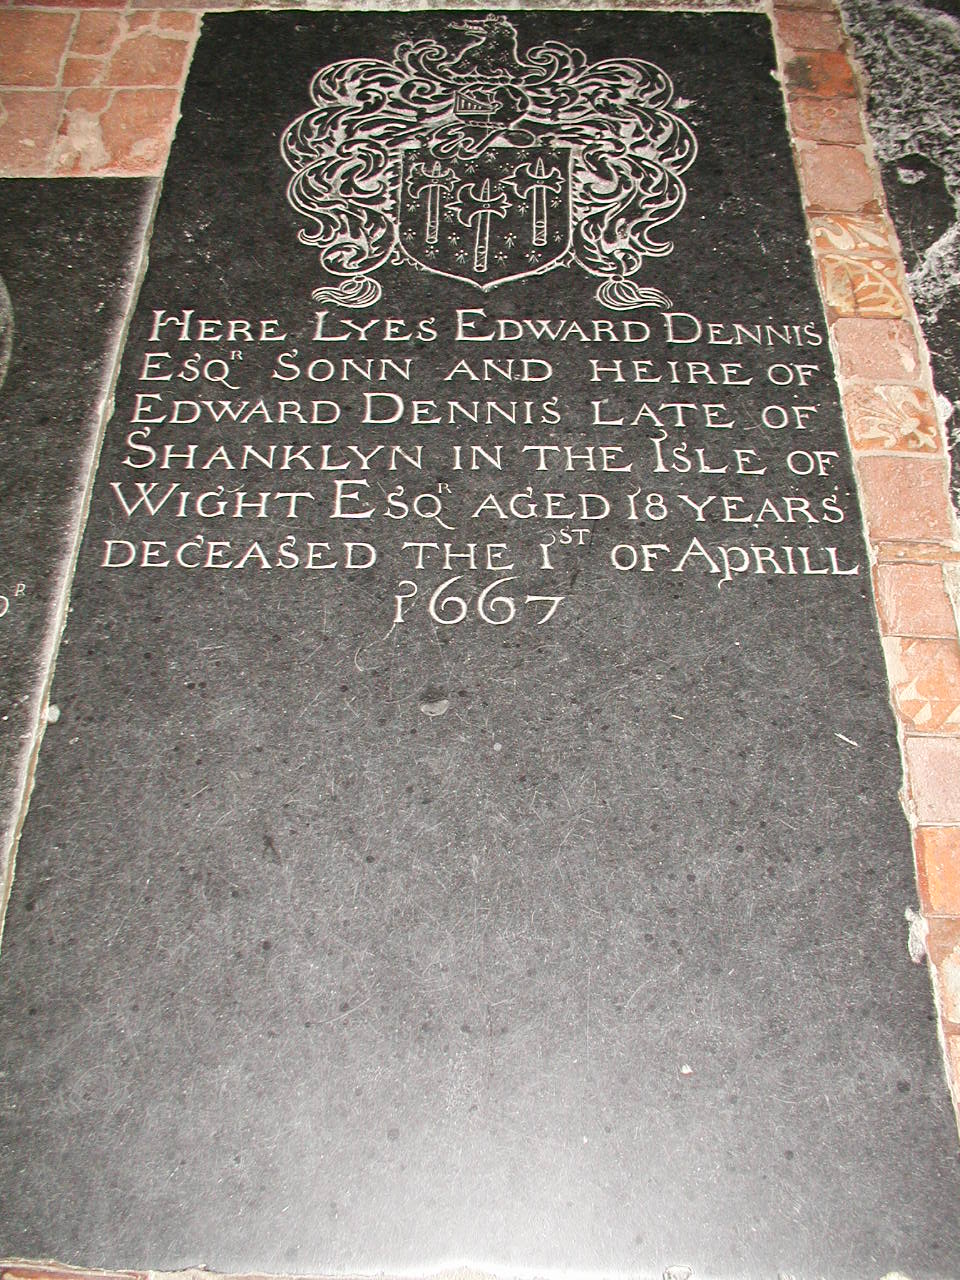 HERE LYES EDWARD DENNIS
ESQR SONN AND HEIRE OF
EDWARD DENNIS LATE OF
SHANKLYN IN THE ISLE OF
WIGHT ESQR AGED 18 YEARS
DECEASED THE 1ST OF APRILL
1667